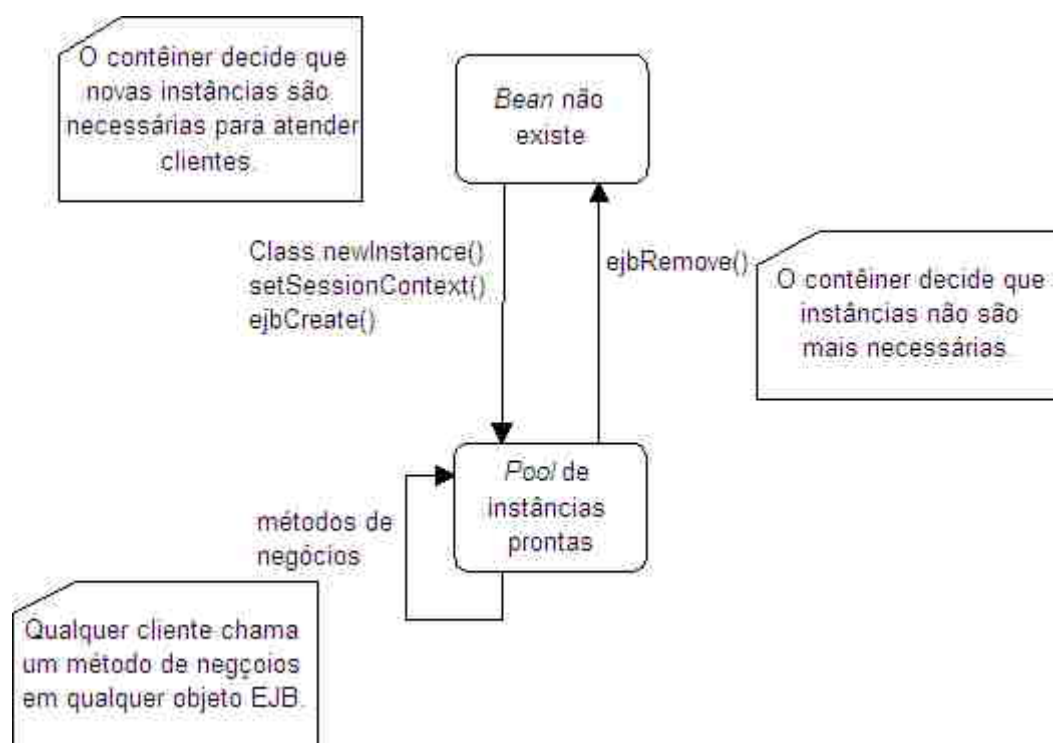 O contêiner decide que
novas instâncias são
necessárias para atender
clientes.
Bean não
existe
Class.newInstance()
setSessionContext()
ejbCreate()
ejbRemove()
O contêiner decide que
instâncias não são
mais necessárias.
Pool de
instâncias
prontas
métodos de
negócios
Qualquer cliente chama
um método de negçoios
em qualquer objeto EJB.